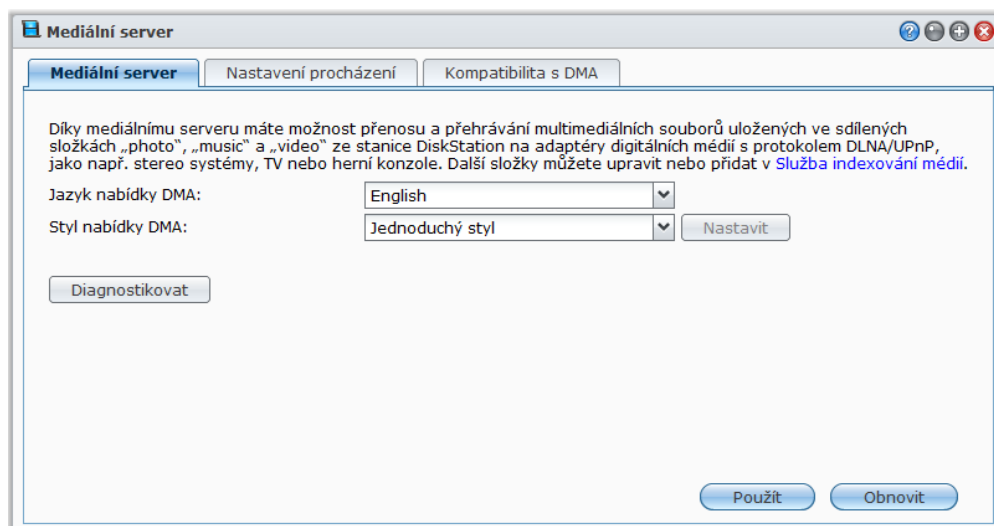 Mediální server
Mediální server
Nastavení procházení
Kompatibilita s DMA
Díky mediálnímu serveru máte možnost přenosu a přehrávání multimediálních souborů uložených ve sdílených
složkách „photo“, „music“ a „video“ ze stanice DiskStation na adaptéry digitálních médií s protokolem DLNA/UPnP,
jako např. stereo systémy, TV nebo herní konzole. Další složky můžete upravit nebo přidat v Služba indexování médií.
Jazyk nabídky DMA: English
Styl nabídky DMA: Jednoduchý styl Nastavit
Diagnostikovat
Použít Obnovit